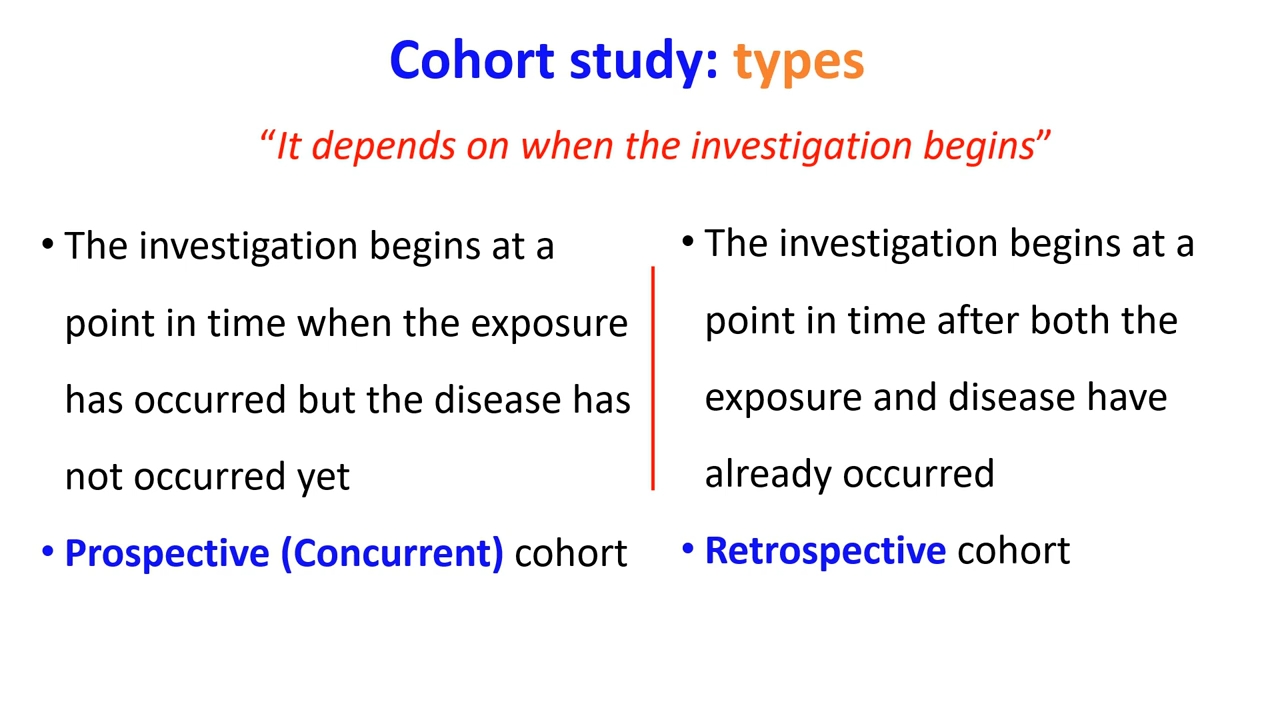 Cohort study: types
“It depends on when the investigation begins”
• The investigation begins at a
point in time when the exposure
has occurred but the disease has
not occurred yet
• Prospective (Concurrent) cohort
• The investigation begins at a
point in time after both the
exposure and disease have
already occurred
• Retrospective cohort